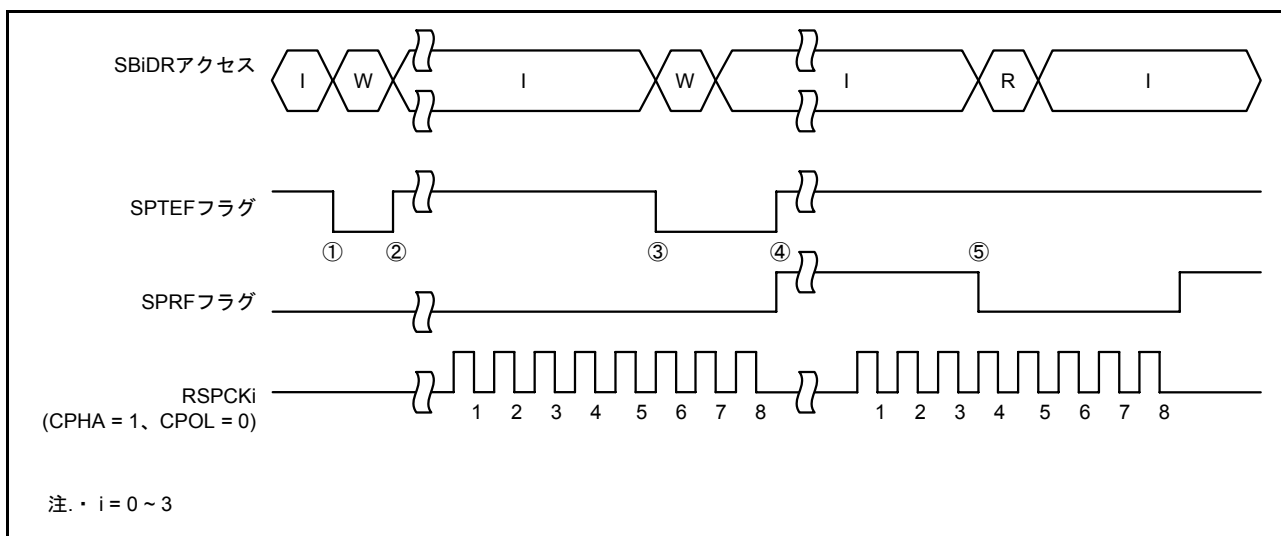 SBiDRアクセス
I W I W I R I
SPTEFフラグ
① ② ③ ④ ⑤
SPRFフラグ
RSPCKi
(CPHA = 1、CPOL = 0)
1 2 3 4 5 6 7 8 1 2 3 4 5 6 7 8
注.・ i = 0 ~ 3